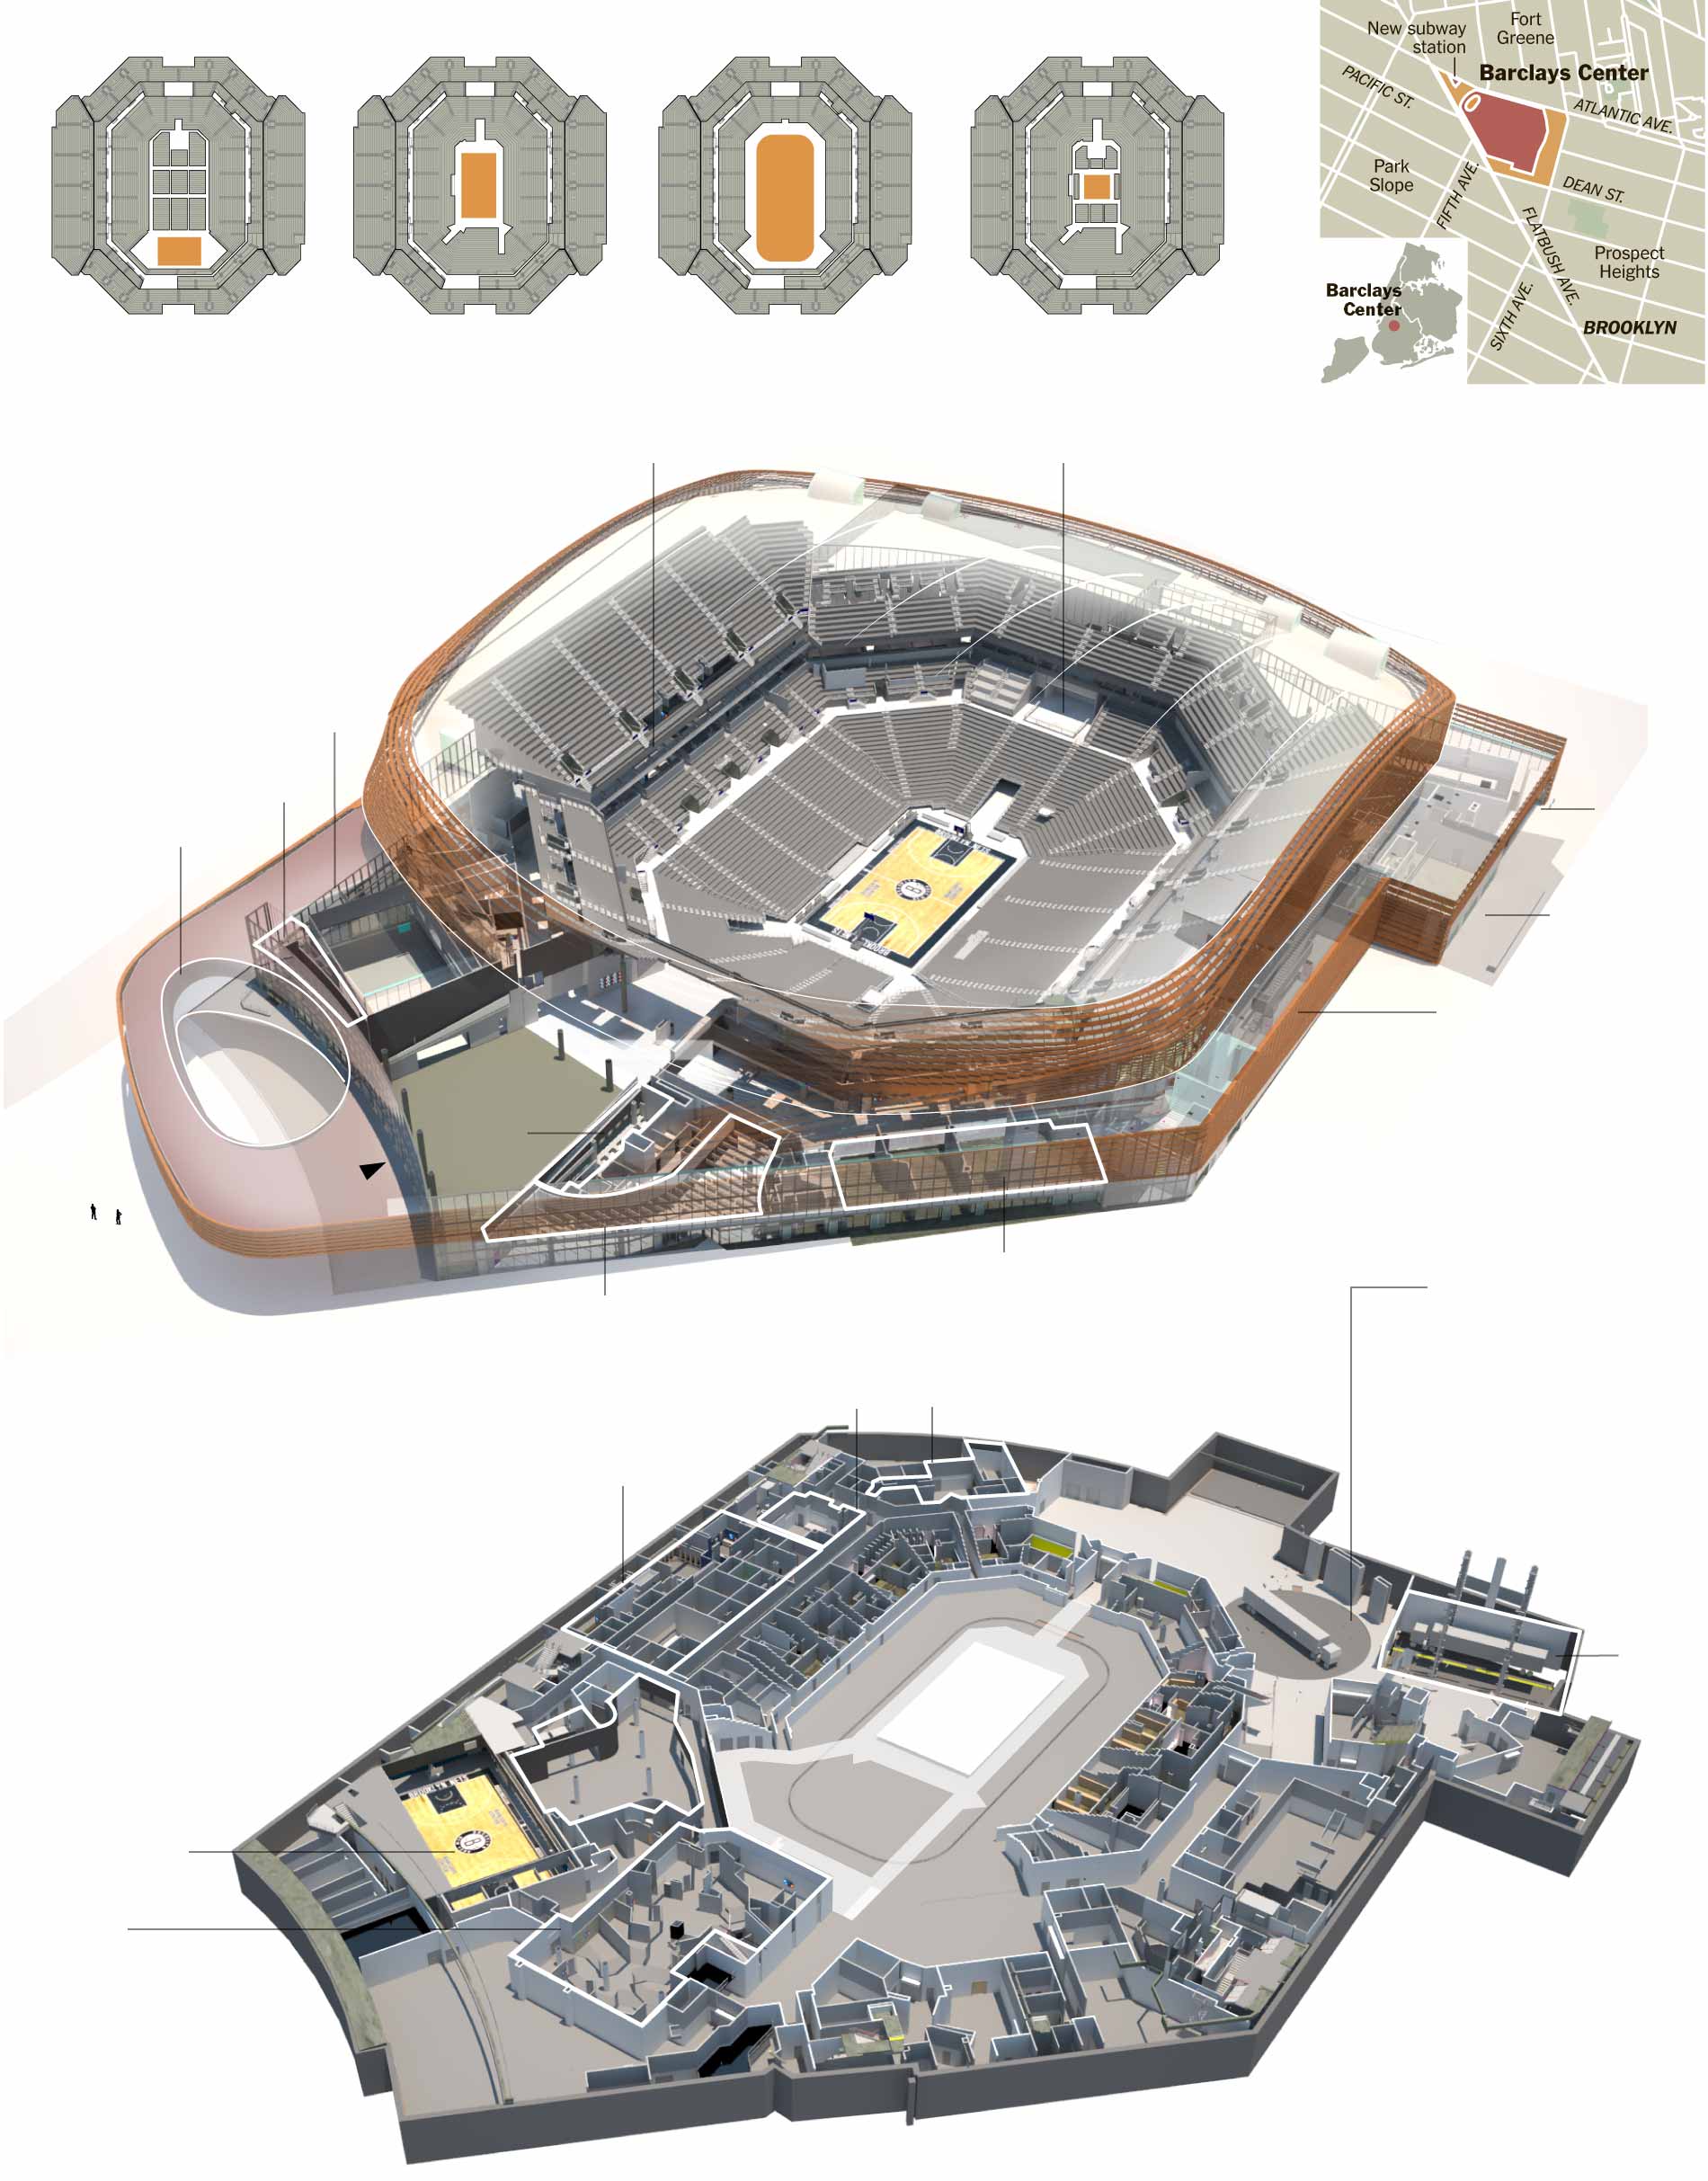 New subway
station
Fort
Greene
Barclays Center
PACIFIC ST.
ATLANTIC AVE.
Park
Slope
FIFTH AVE.
DEAN ST.
FLATBUSH AVE.
Prospect
Heights
Barclays
Center
SIXTH AVE.
BROOKLYN